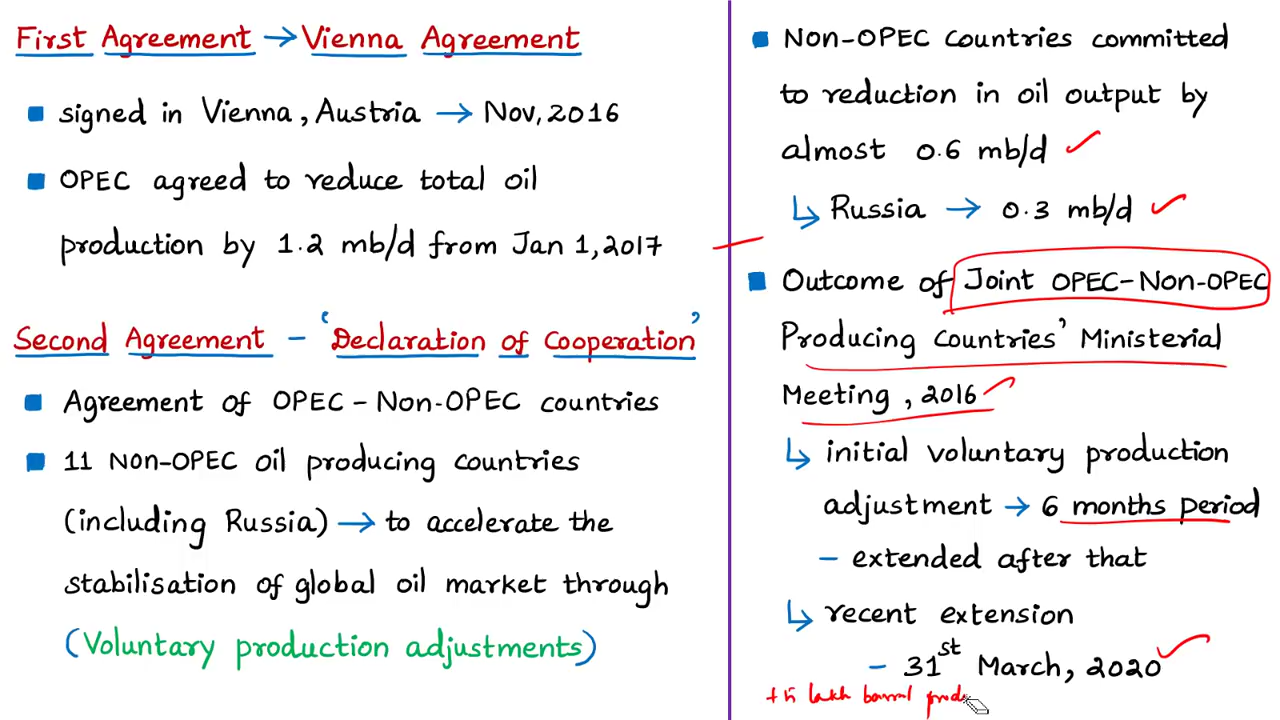 First Agreement → Vienna Agreement
■ signed in Vienna, Austria → Nov, 2016
■ OPEC agreed to reduce total oil
production by 1.2 mb/d from Jan 1, 2017
Second Agreement – 'Declaration of Cooperation'
■ Agreement of OPEC – Non-OPEC countries
■ 11 Non-OPEC oil producing countries
(including Russia) → to accelerate the
stabilisation of global oil market through
(Voluntary production adjustments)
■ Non-OPEC countries committed
to reduction in oil output by
almost 0.6 mb/d ✓
↳ Russia → 0.3 mb/d ✓
■ Outcome of Joint OPEC-Non-OPEC
Producing Countries' Ministerial
Meeting, 2016 ✓
↳ initial voluntary production
adjustment → 6 months period
– extended after that
↳ recent extension
– 31st March, 2020 ✓
lakh barrel